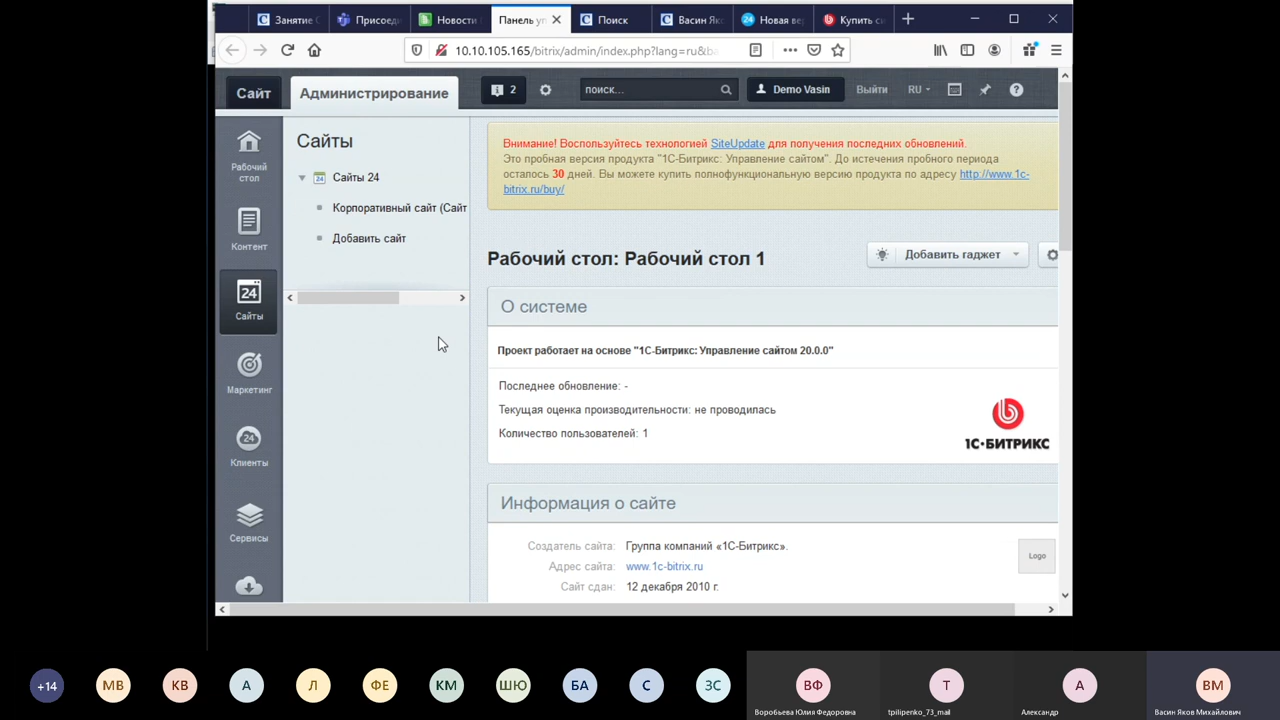 Занятие С
Присоеди
Новости
Панель уп
Поиск
Васин Яко
Новая ве
Купить си
10.10.105.165/bitrix/admin/index.php?lang=ru&ba
Сайт
Администрирование
2
поиск...
Demo Vasin
Выйти
RU
Рабочий стол
Контент
24
Сайты
Маркетинг
24
Клиенты
Сервисы
Сайты
24
Сайты 24
Корпоративный сайт (Сайт
Добавить сайт
Внимание! Воспользуйтесь технологией SiteUpdate для получения последних обновлений.
Это пробная версия продукта "1С-Битрикс: Управление сайтом". До истечения пробного периода
осталось 30 дней. Вы можете купить полнофункциональную версию продукта по адресу http://www.1c-
bitrix.ru/buy/
Рабочий стол: Рабочий стол 1
Добавить гаджет
О системе
Проект работает на основе "1С-Битрикс: Управление сайтом 20.0.0"
Последнее обновление: -
Текущая оценка производительности: не проводилась
Количество пользователей: 1
1С-БИТРИКС
Информация о сайте
Создатель сайта: Группа компаний «1С-Битрикс».
Адрес сайта: www.1c-bitrix.ru
Сайт сдан: 12 декабря 2010 г.
Logo
+14
МВ
КВ
А
Л
ФЕ
КМ
ШЮ
БА
С
ЗС
ВФ
Воробьева Юлия Федоровна
T
tpilipenko_73_mail
А
Александр
ВМ
Васин Яков Михайлович